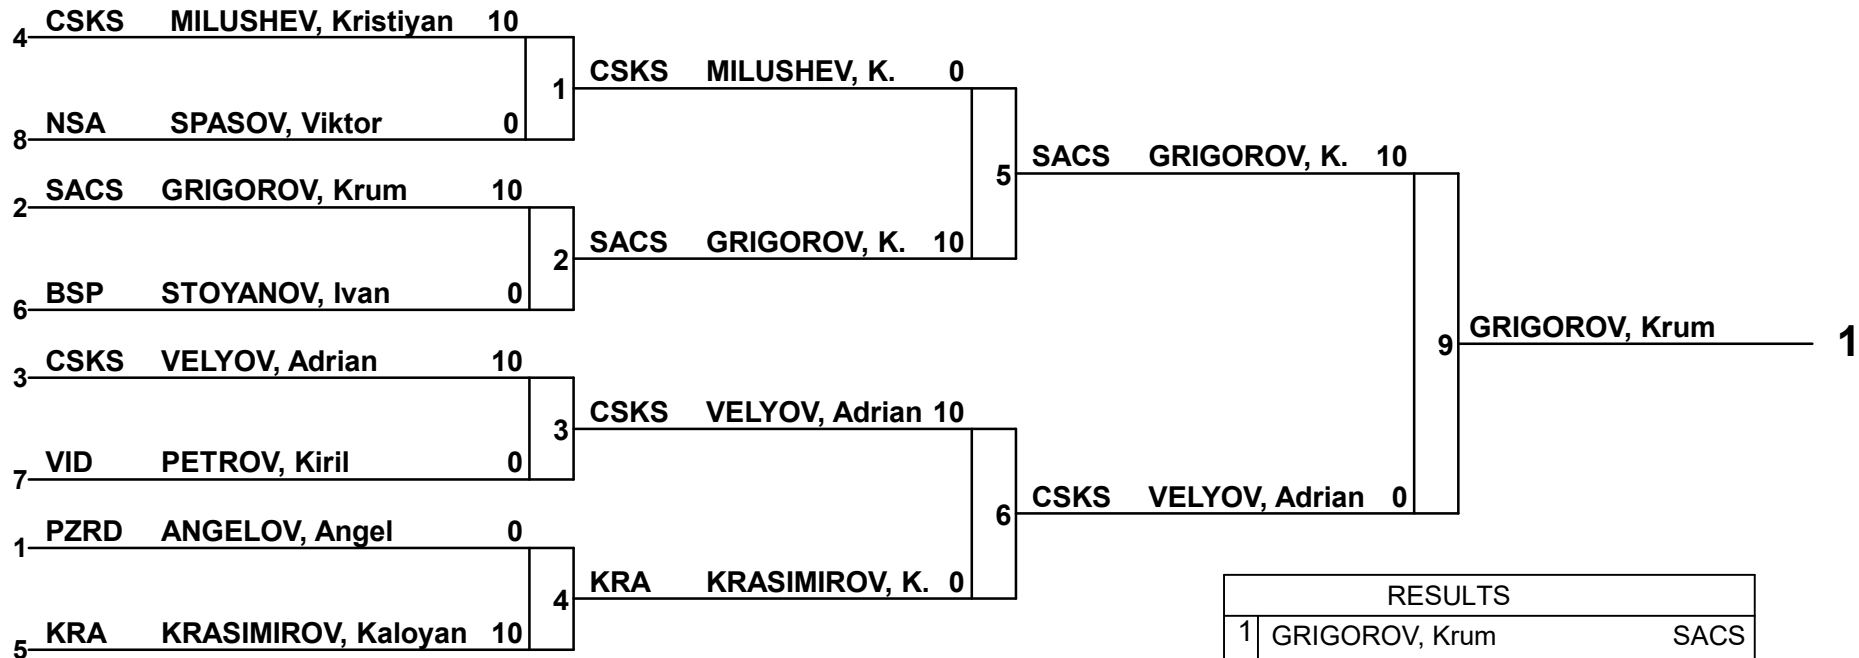 4 CSKS MILUSHEV, Kristiyan 10
1 CSKS MILUSHEV, K. 0
8 NSA SPASOV, Viktor 0
5 SACS GRIGOROV, K. 10
2 SACS GRIGOROV, Krum 10
2 SACS GRIGOROV, K. 10
6 BSP STOYANOV, Ivan 0
9 GRIGOROV, Krum 1
3 CSKS VELYOV, Adrian 10
3 CSKS VELYOV, Adrian 10
7 VID PETROV, Kiril 0
6 CSKS VELYOV, Adrian 0
1 PZRD ANGELOV, Angel 0
4 KRA KRASIMIROV, K. 0
5 KRA KRASIMIROV, Kaloyan 10
RESULTS
1 GRIGOROV, Krum SACS